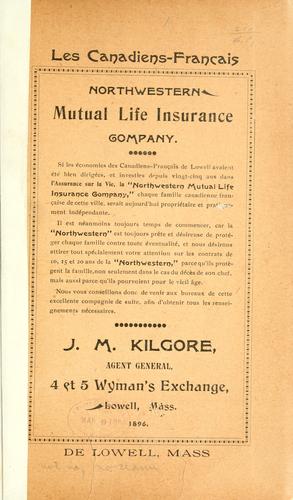 Les Canadiens-Français
NORTHWESTERN
Mutual Life Insurance
COMPANY.
Si les économies des Canadiens-Français de Lowell avaient
été bien dirigées, et investies depuis vingt-cinq ans dans
l'Assurance sur la Vie, la "Northwestern Mutual Life
Insurance Company," chaque famille canadienne fran-
çaise de cette ville, serait aujourd'hui propriétaire et pratique-
ment indépendante.
Il est néanmoins toujours temps de commencer, car la
"Northwestern" est toujours prête et désireuse de proté-
ger chaque famille contre toute éventualité, et nous désirons
attirer tout spécialement votre attention sur les contrats de
10, 15 et 20 ans de la "Northwestern," parce qu'ils protè-
gent la famille, non seulement dans le cas du décès de son chef,
mais aussi parce qu'ils pourvoient pour le vieil âge.
Nous vous conseillons donc de venir aux bureaux de cette
excellente compagnie de suite, afin d'obtenir tous les rensei-
gnements nécessaires.
J. M. KILGORE,
AGENT GENERAL,
4 et 5 Wyman's Exchange,
Lowell, Mass.
1896.
DE LOWELL, MASS